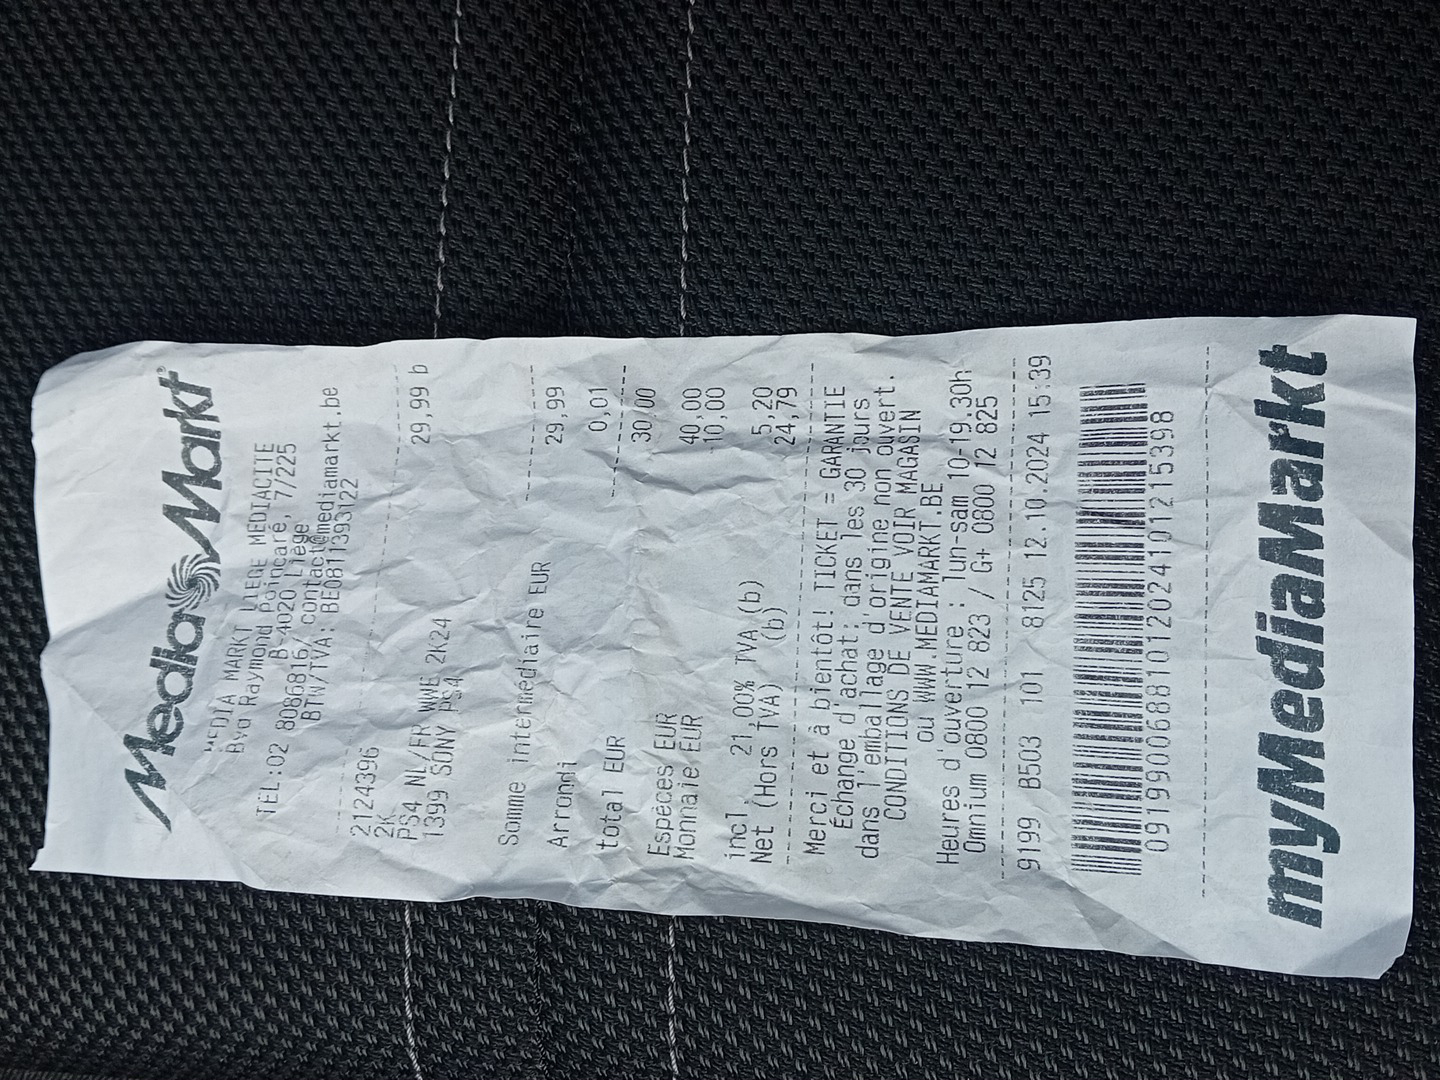 Media Markt
MEDIA MARKT LIEGE MEDIACITE
Bvd Raymond Poincaré, 7/225
B-4020 Liège
TEL:02 8086816/ contact@mediamarkt.be
BTW/TVA: BE0811393122
2124396
2K
PS4 NL/FR WWE 2K24
1399 SONY PS4 29,99 b
Somme intermédiaire EUR 29,99
Arrondi 0,01
total EUR 30,00
Espèces EUR 40,00
Monnaie EUR 10,00
incl. 21,00% TVA (b) 5,20
Net (Hors TVA) (b) 24,79
Merci et à bientôt! TICKET = GARANTIE
Échange d'achat: dans les 30 jours
dans l'emballage d'origine non ouvert.
CONDITIONS DE VENTE VOIR MAGASIN
ou WWW.MEDIAMARKT.BE
Heures d'ouverture : lun-sam 10-19.30h
Omnium 0800 12 823 / G+ 0800 12 825
9199 B503 101 8125 12.10.2024 15:39
0919900688101202410121539B
myMediaMarkt